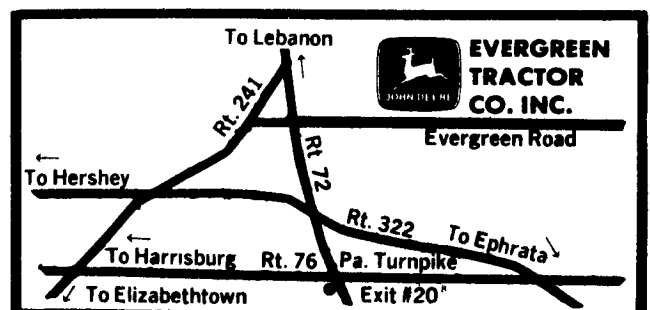 To Lebanon
EVERGREEN
TRACTOR
CO. INC.
JOHN DEERE
Rt. 241
Evergreen Road
Rt 72
To Hershey
Rt. 322
To Ephrata
To Harrisburg Rt. 76 Pa. Turnpike
To Elizabethtown Exit #20